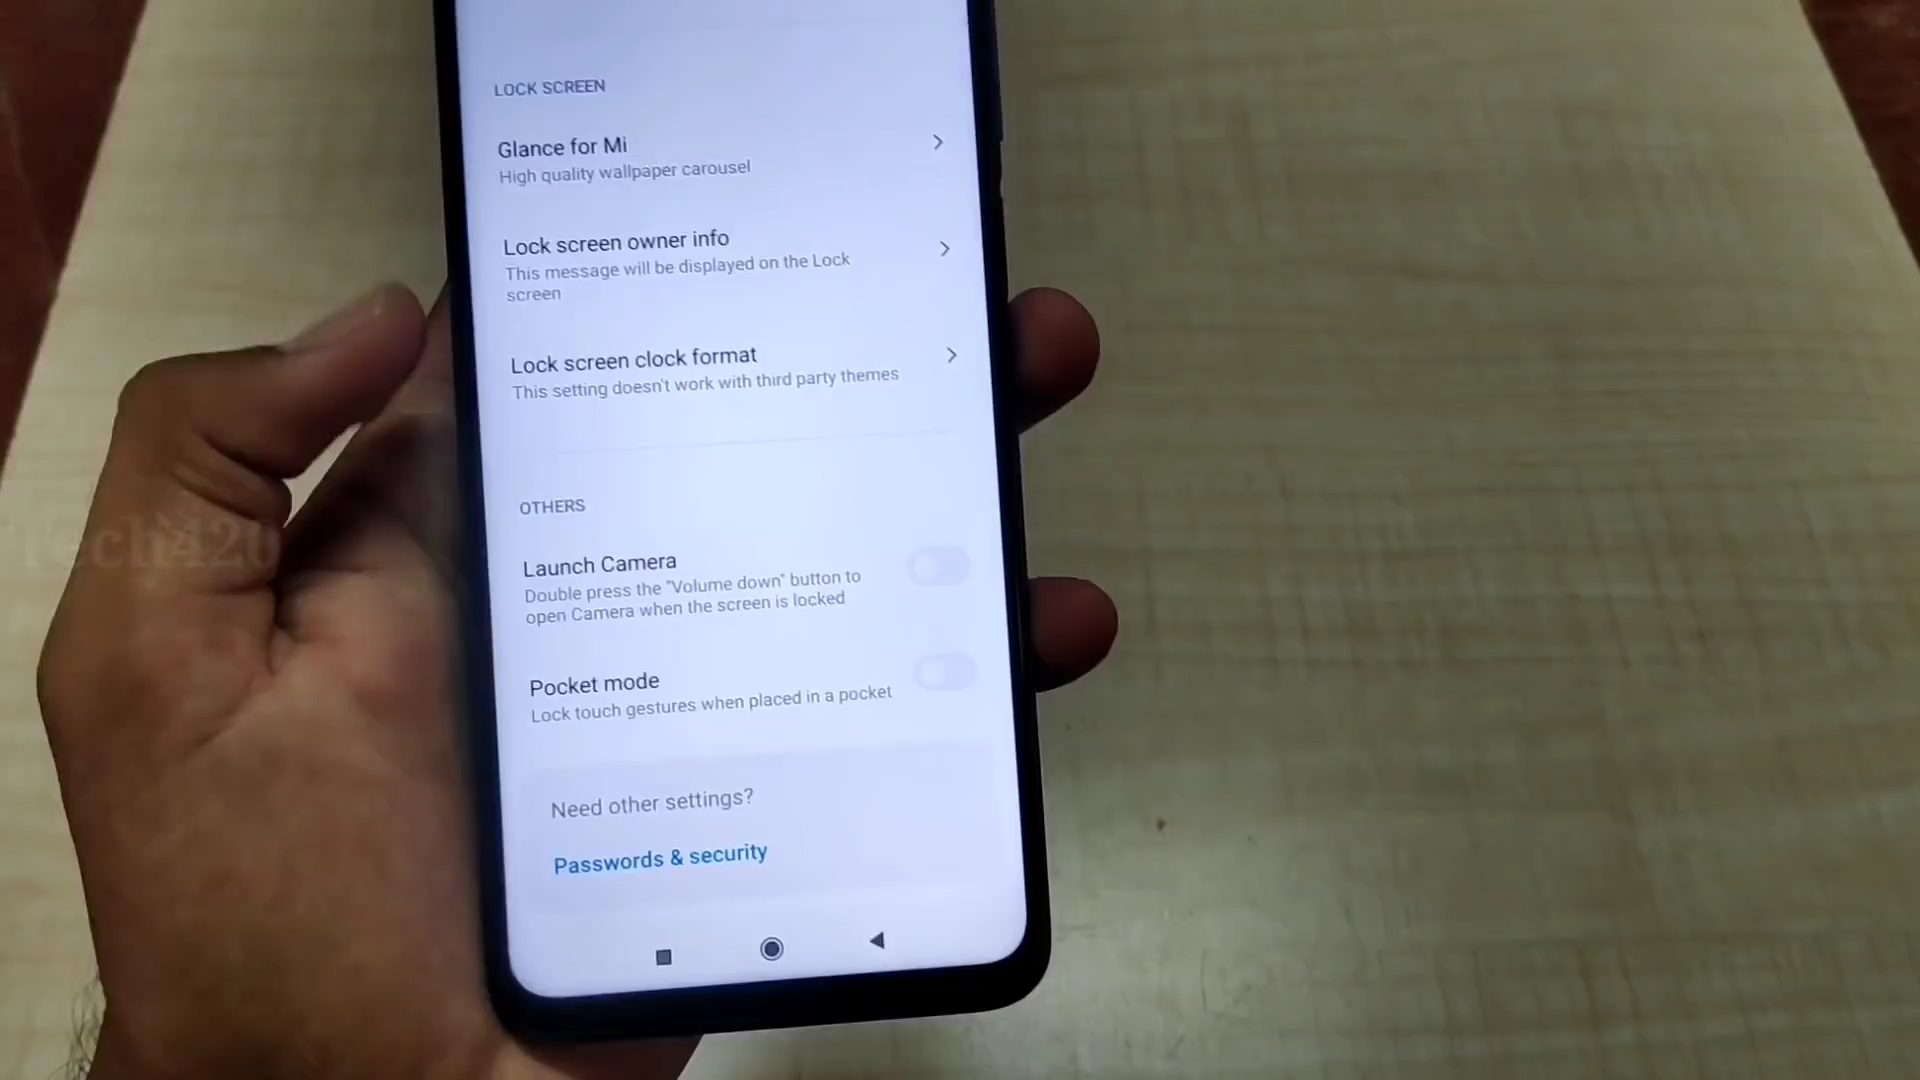 LOCK SCREEN
Glance for Mi
High quality wallpaper carousel
Lock screen owner info
This message will be displayed on the Lock
screen
Lock screen clock format
This setting doesn't work with third party themes
OTHERS
Launch Camera
Double press the "Volume down" button to
open Camera when the screen is locked
Pocket mode
Lock touch gestures when placed in a pocket
Need other settings?
Passwords & security
Tech420